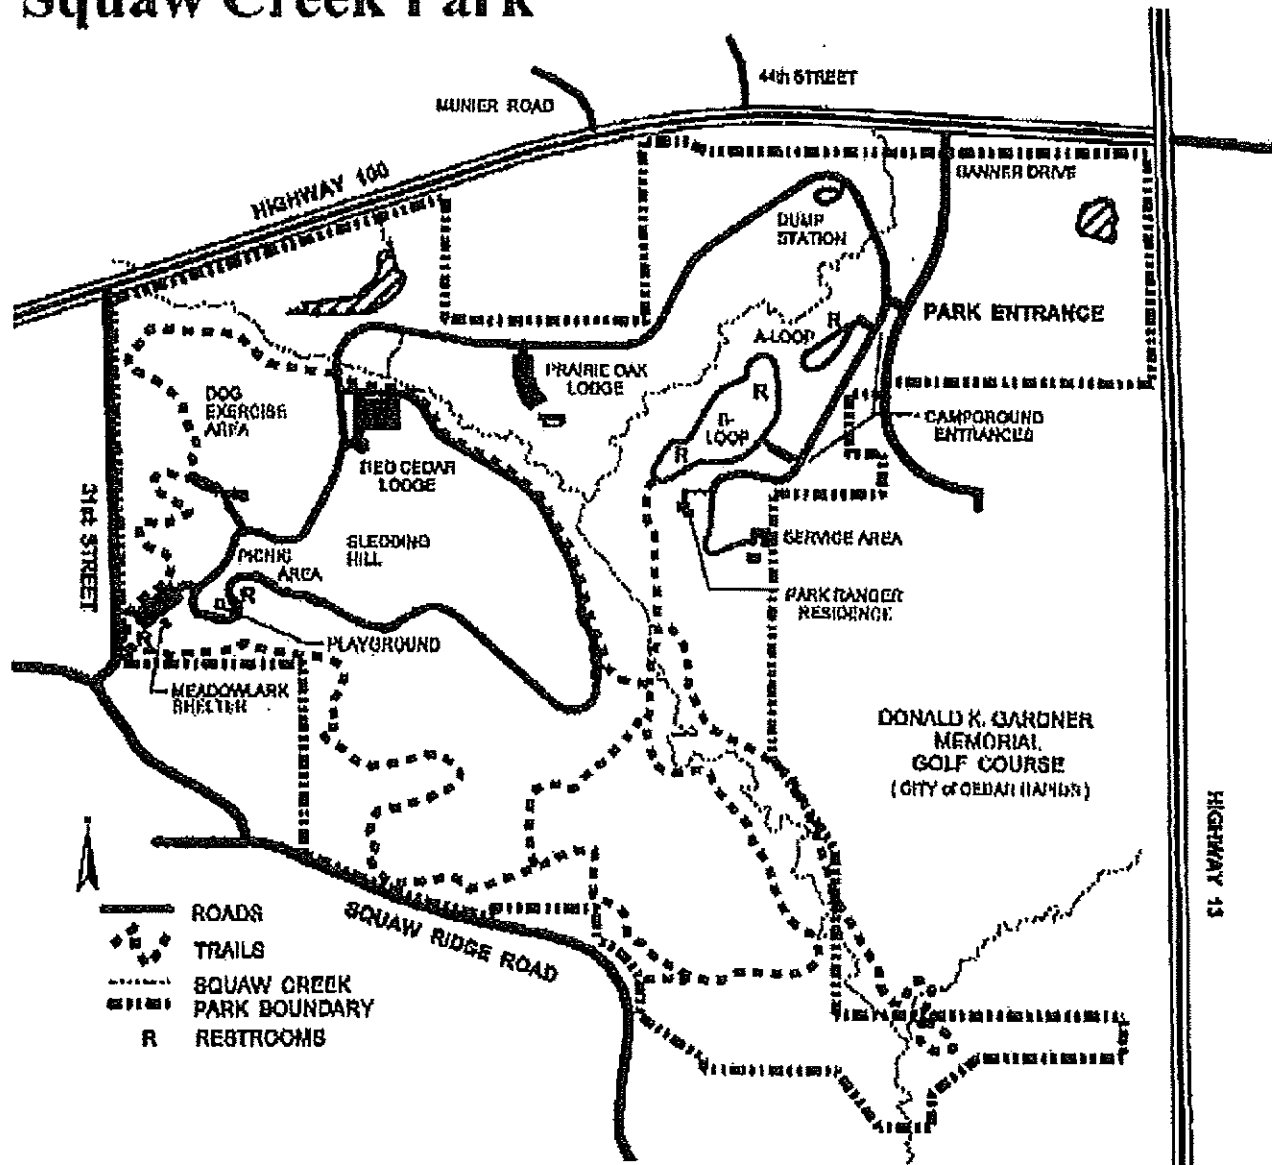 Squaw Creek Park
44th STREET
MUNIER ROAD
HIGHWAY 100
BANNER DRIVE
DUMP
STATION
PARK ENTRANCE
R
A-LOOP
PRAIRIE OAK
LODGE
DOG
EXERCISE
AREA
R
B-
LOOP
CAMPGROUND
ENTRANCES
R
RED CEDAR
LODGE
31st STREET
SLEDDING
HILL
SERVICE AREA
PICNIC
AREA
R
PARK RANGER
RESIDENCE
R
PLAYGROUND
MEADOWLARK
SHELTER
DONALD K. GARDNER
MEMORIAL
GOLF COURSE
(CITY of CEDAR RAPIDS)
HIGHWAY 13
ROADS
TRAILS
SQUAW CREEK
PARK BOUNDARY
R RESTROOMS
SQUAW RIDGE ROAD